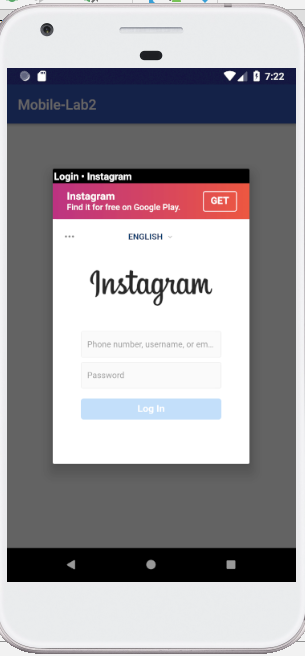 7:22
Mobile-Lab2
Login • Instagram
Instagram
Find it for free on Google Play.
GET
ENGLISH
Instagram
Phone number, username, or em...
Password
Log In